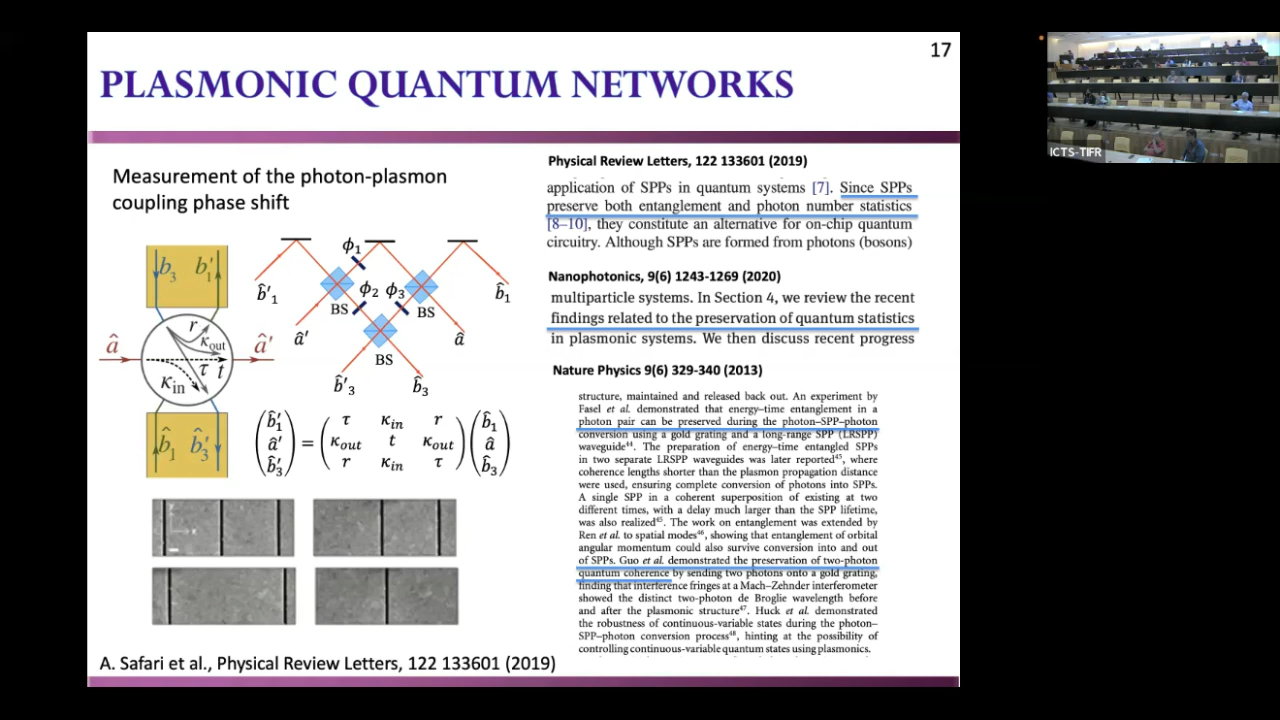 17
PLASMONIC QUANTUM NETWORKS
Measurement of the photon-plasmon
coupling phase shift
b₃ b′₁
r
κout
â â′
τ t
κin
b̂₁ b̂′₃
ϕ₁
b̂′₁ ϕ₂ ϕ₃ b̂₁
BS BS
â′ â
BS
b̂′₃ b̂₃
b̂′₁ τ κin r b̂₁
â′ = κout t κout â
b̂′₃ r κin τ b̂₃
A. Safari et al., Physical Review Letters, 122 133601 (2019)
Physical Review Letters, 122 133601 (2019)
application of SPPs in quantum systems [7]. Since SPPs
preserve both entanglement and photon number statistics
[8–10], they constitute an alternative for on-chip quantum
circuitry. Although SPPs are formed from photons (bosons)
Nanophotonics, 9(6) 1243-1269 (2020)
multiparticle systems. In Section 4, we review the recent
findings related to the preservation of quantum statistics
in plasmonic systems. We then discuss recent progress
Nature Physics 9(6) 329-340 (2013)
structure, maintained and released back out. An experiment by
Fasel et al. demonstrated that energy–time entanglement in a
photon pair can be preserved during the photon–SPP–photon
conversion using a gold grating and a long-range SPP (LRSPP)
waveguide⁴⁴. The preparation of energy–time entangled SPPs
in two separate LRSPP waveguides was later reported⁴⁵, where
coherence lengths shorter than the plasmon propagation distance
were used, ensuring complete conversion of photons into SPPs.
A single SPP in a coherent superposition of existing at two
different times, with a delay much larger than the SPP lifetime,
was also realized⁴⁵. The work on entanglement was extended by
Ren et al. to spatial modes⁴⁶, showing that entanglement of orbital
angular momentum could also survive conversion into and out
of SPPs. Guo et al. demonstrated the preservation of two-photon
quantum coherence by sending two photons onto a gold grating,
finding that interference fringes at a Mach–Zehnder interferometer
showed the distinct two-photon de Broglie wavelength before
and after the plasmonic structure⁴⁷. Huck et al. demonstrated
the robustness of continuous-variable states during the photon–
SPP–photon conversion process⁴⁸, hinting at the possibility of
controlling continuous-variable quantum states using plasmonics.
ICTS-TIFR